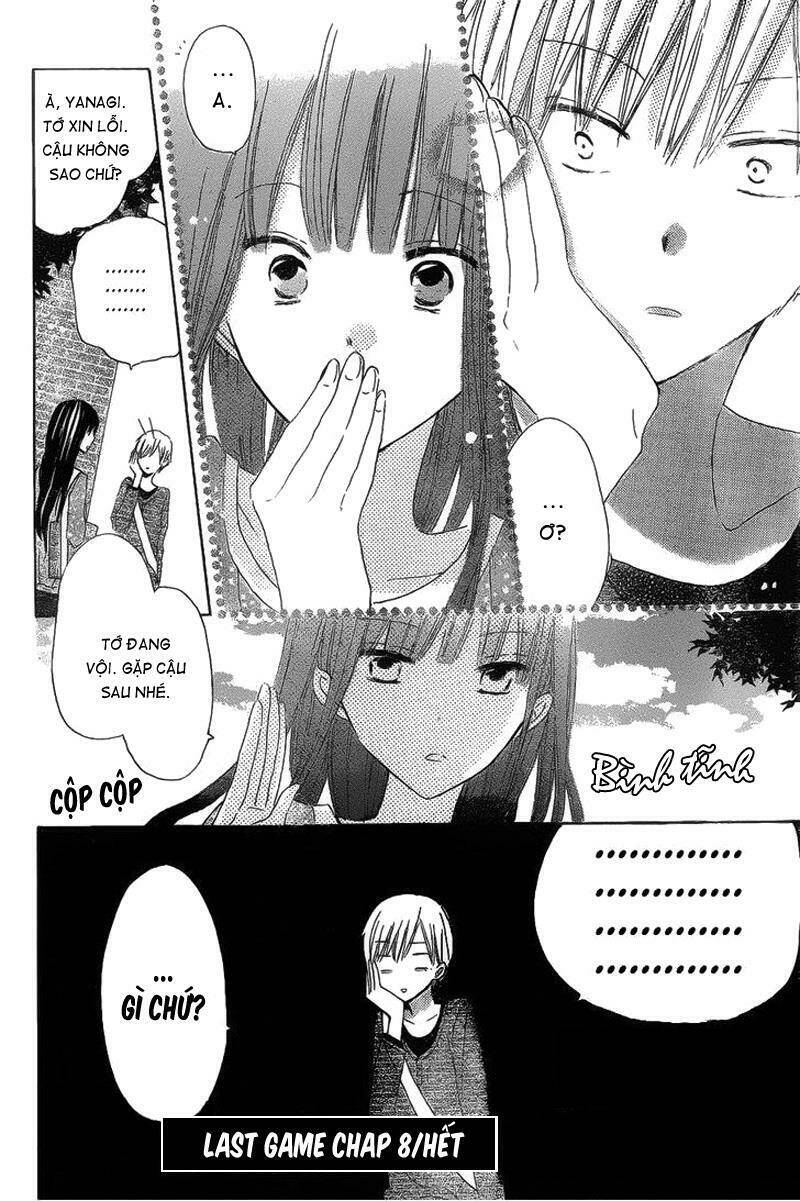 ...
A.
...
Ơ?
À, YANAGI.
TỚ XIN LỖI.
CẬU KHÔNG
SAO CHỨ?
........
.......
.......
TỚ ĐANG
VỘI. GẶP CẬU
SAU NHÉ.
Bình tĩnh
CỘP CỘP
.............
.............
.............
.............
...
GÌ CHỨ?
LAST GAME CHAP 8/HẾT